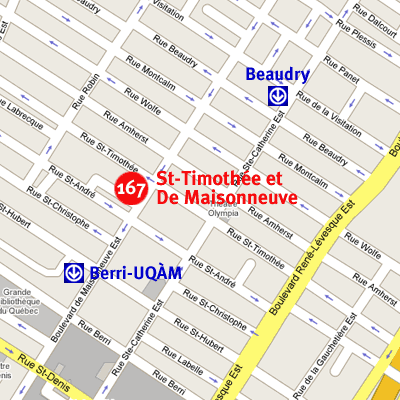 Visitation
Rue Dalcourt
Rue Plessis
Rue Beaudry
Rue Panet
Rue Montcalm
Beaudry
Rue Robin
Rue Wolfe
Rue de la Visitation
Rue Labrecque
Rue Amherst
Rue Ste-Catherine Est
Rue Beaudry
Rue St-Timothée
Rue Montcalm
Rue St-André
167
St-Timothée et
De Maisonneuve
Rue St-Christophe
Olympia
Rue Amherst
Rue Wolfe
St-Hubert
Rue St-Timothée
Boulevard René-Lévesque Est
Berri-UQÀM
Rue St-André
Rue Amherst
Grande
Bibliothèque
du Québec
Boulevard de Maisonneuve Est
Rue St-Christophe
Rue Berri
Rue Ste-Catherine Est
Rue St-Hubert
Rue de la Gauchetière Est
Rue St-Denis
Rue Labelle
Rue Berri
sque Est